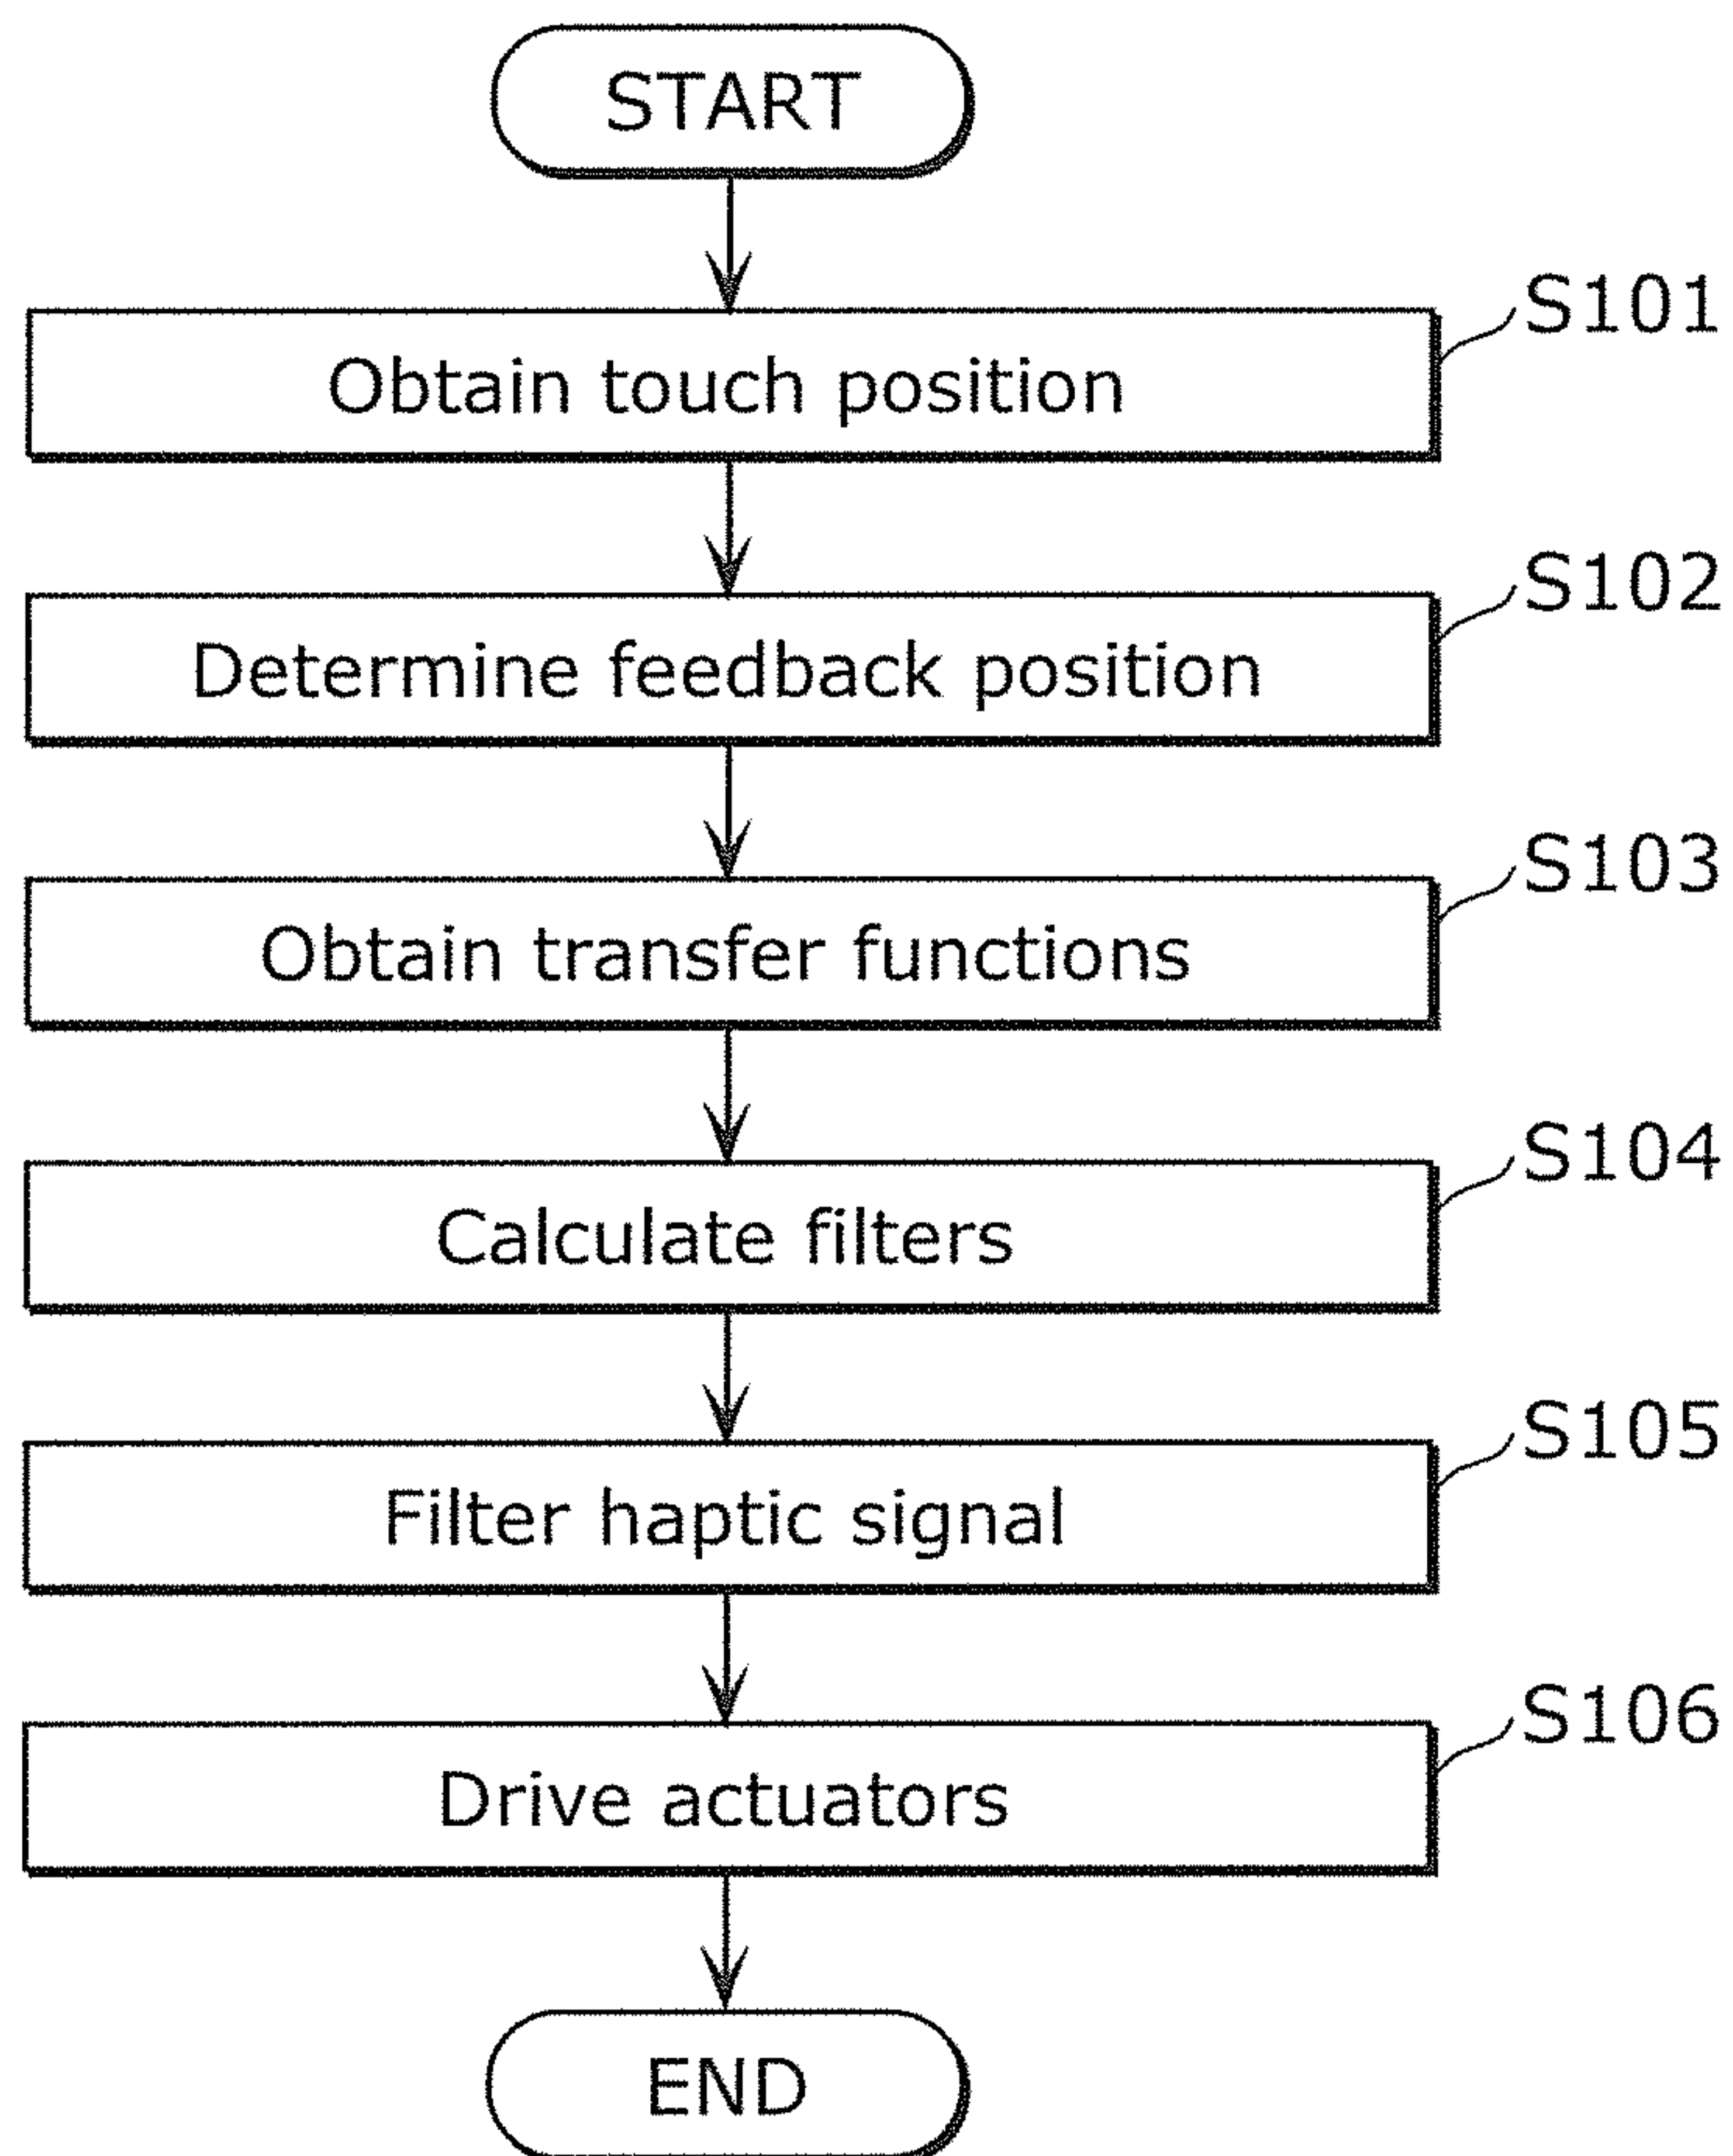 START
S101
Obtain touch position
S102
Determine feedback position
S103
Obtain transfer functions
S104
Calculate filters
S105
Filter haptic signal
S106
Drive actuators
END